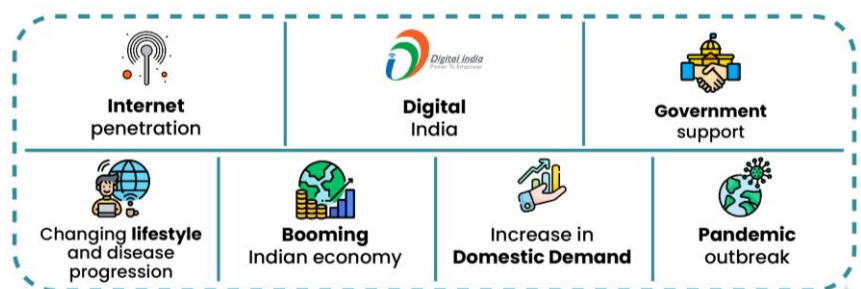 Digital India
Power To Empower
Internet
penetration
Digital
India
Government
support
Changing lifestyle
and disease
progression
Booming
Indian economy
Increase in
Domestic Demand
Pandemic
outbreak